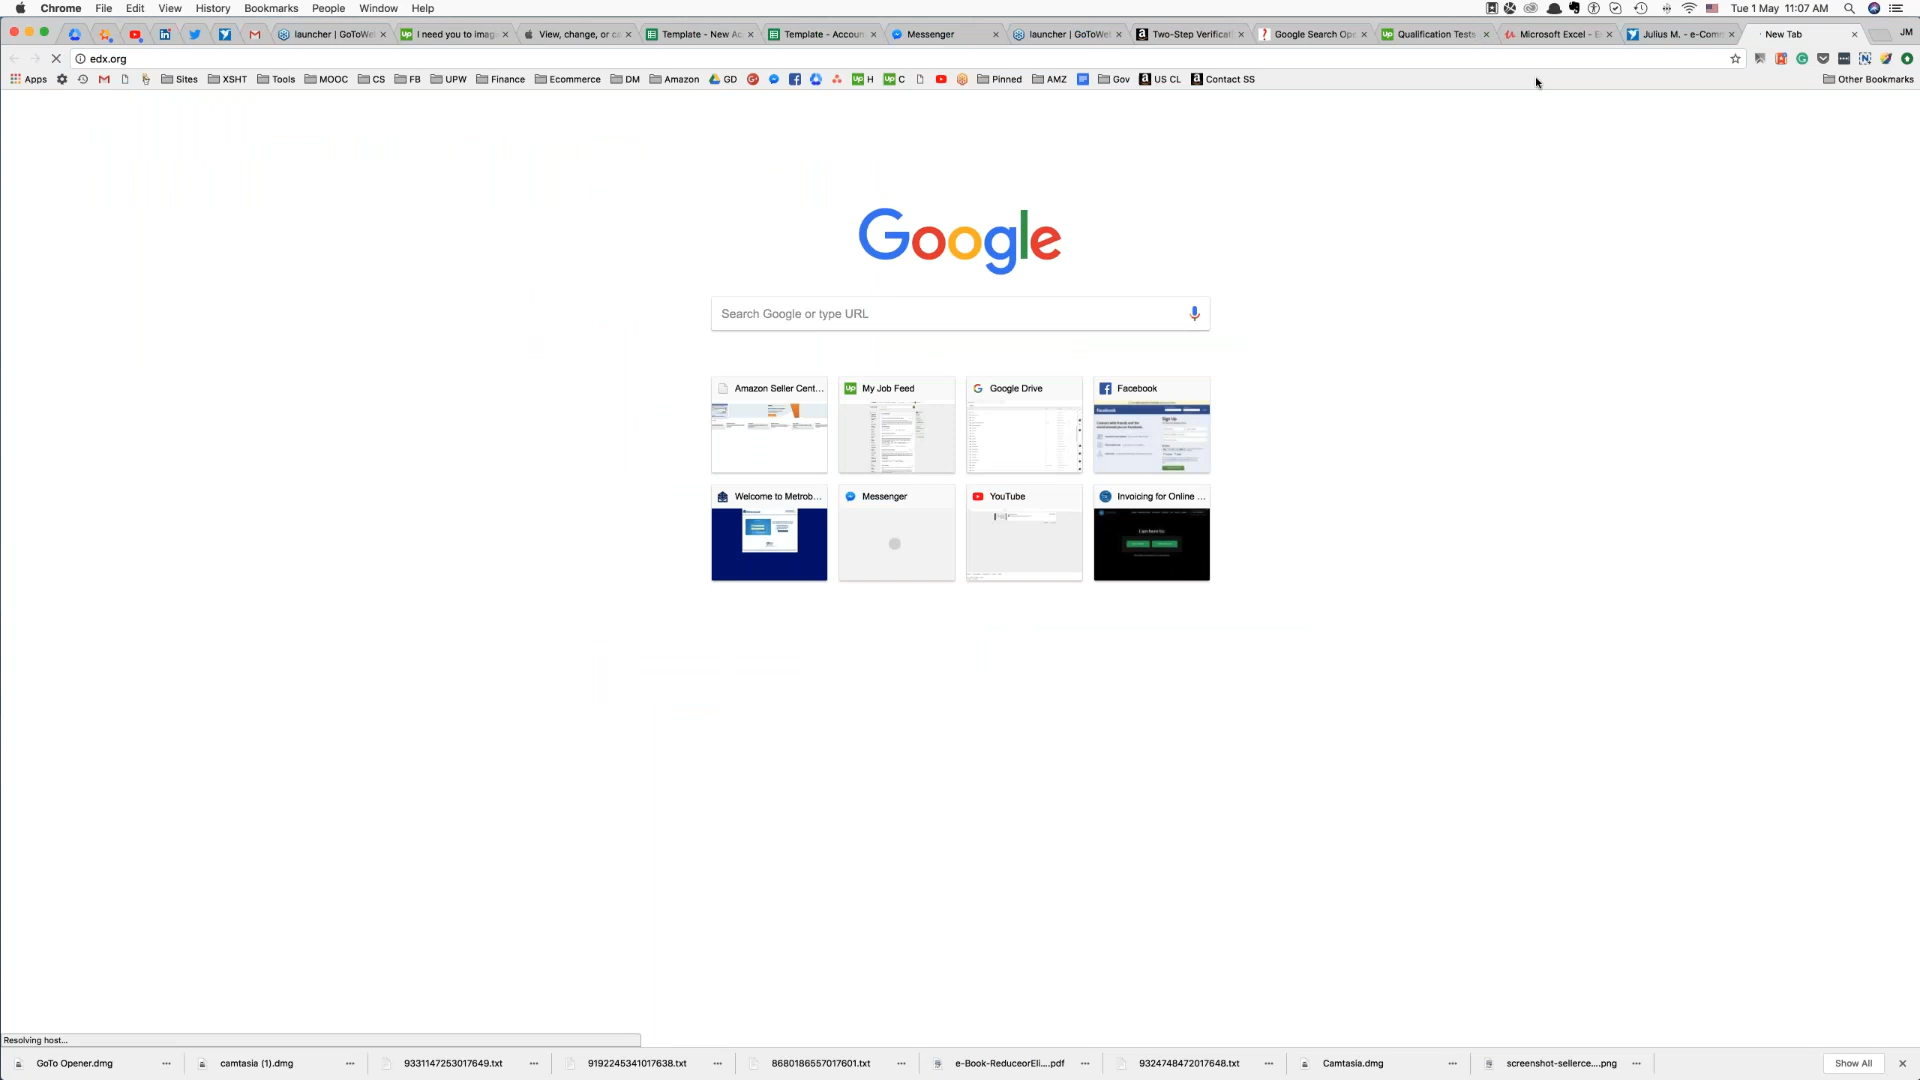 Chrome File Edit View History Bookmarks People Window Help Tue 1 May 11:07 AM
launcher | GoToWe
I need you to imag
View, change, or c
Template - New Ac
Template - Accoun
Messenger
launcher | GoToWe
Two-Step Verificat
Google Search Ope
Qualification Tests
Microsoft Excel - E
Julius M. - e-Com
New Tab
JM
edx.org
Apps Sites XSHT Tools MOOC CS FB UPW Finance Ecommerce DM Amazon GD H C Pinned AMZ Gov US CL Contact SS Other Bookmarks
Google
Search Google or type URL
Amazon Seller Cent... My Job Feed Google Drive Facebook
Welcome to Metrob... Messenger YouTube Invoicing for Online ...
Resolving host...
GoTo Opener.dmg camtasia (1).dmg 9331147253017649.txt 9192245341017638.txt 8680186557017601.txt e-Book-ReduceorEli....pdf 9324748472017648.txt Camtasia.dmg screenshot-sellerce....png Show All